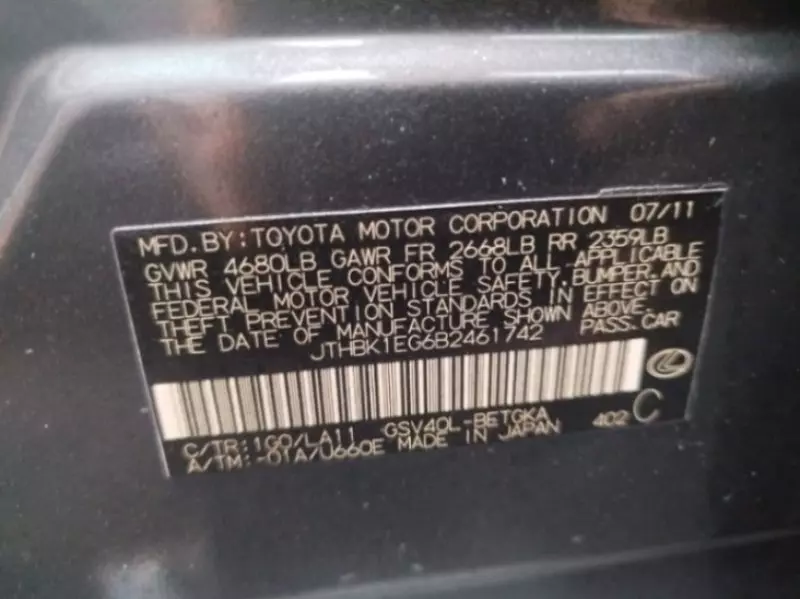 MFD. BY: TOYOTA MOTOR CORPORATION 07/11
GVWR 4680LB GAWR FR 2668LB RR 2359LB
THIS VEHICLE CONFORMS TO ALL APPLICABLE
FEDERAL MOTOR VEHICLE SAFETY, BUMPER, AND
THEFT PREVENTION STANDARDS IN EFFECT ON
THE DATE OF MANUFACTURE SHOWN ABOVE.
JTHBK1EG6B2461742 PASS. CAR
C/TR: 1G0/LA11 GSV40L-BETGKA 402 C
A/TM: -01A/U660E MADE IN JAPAN